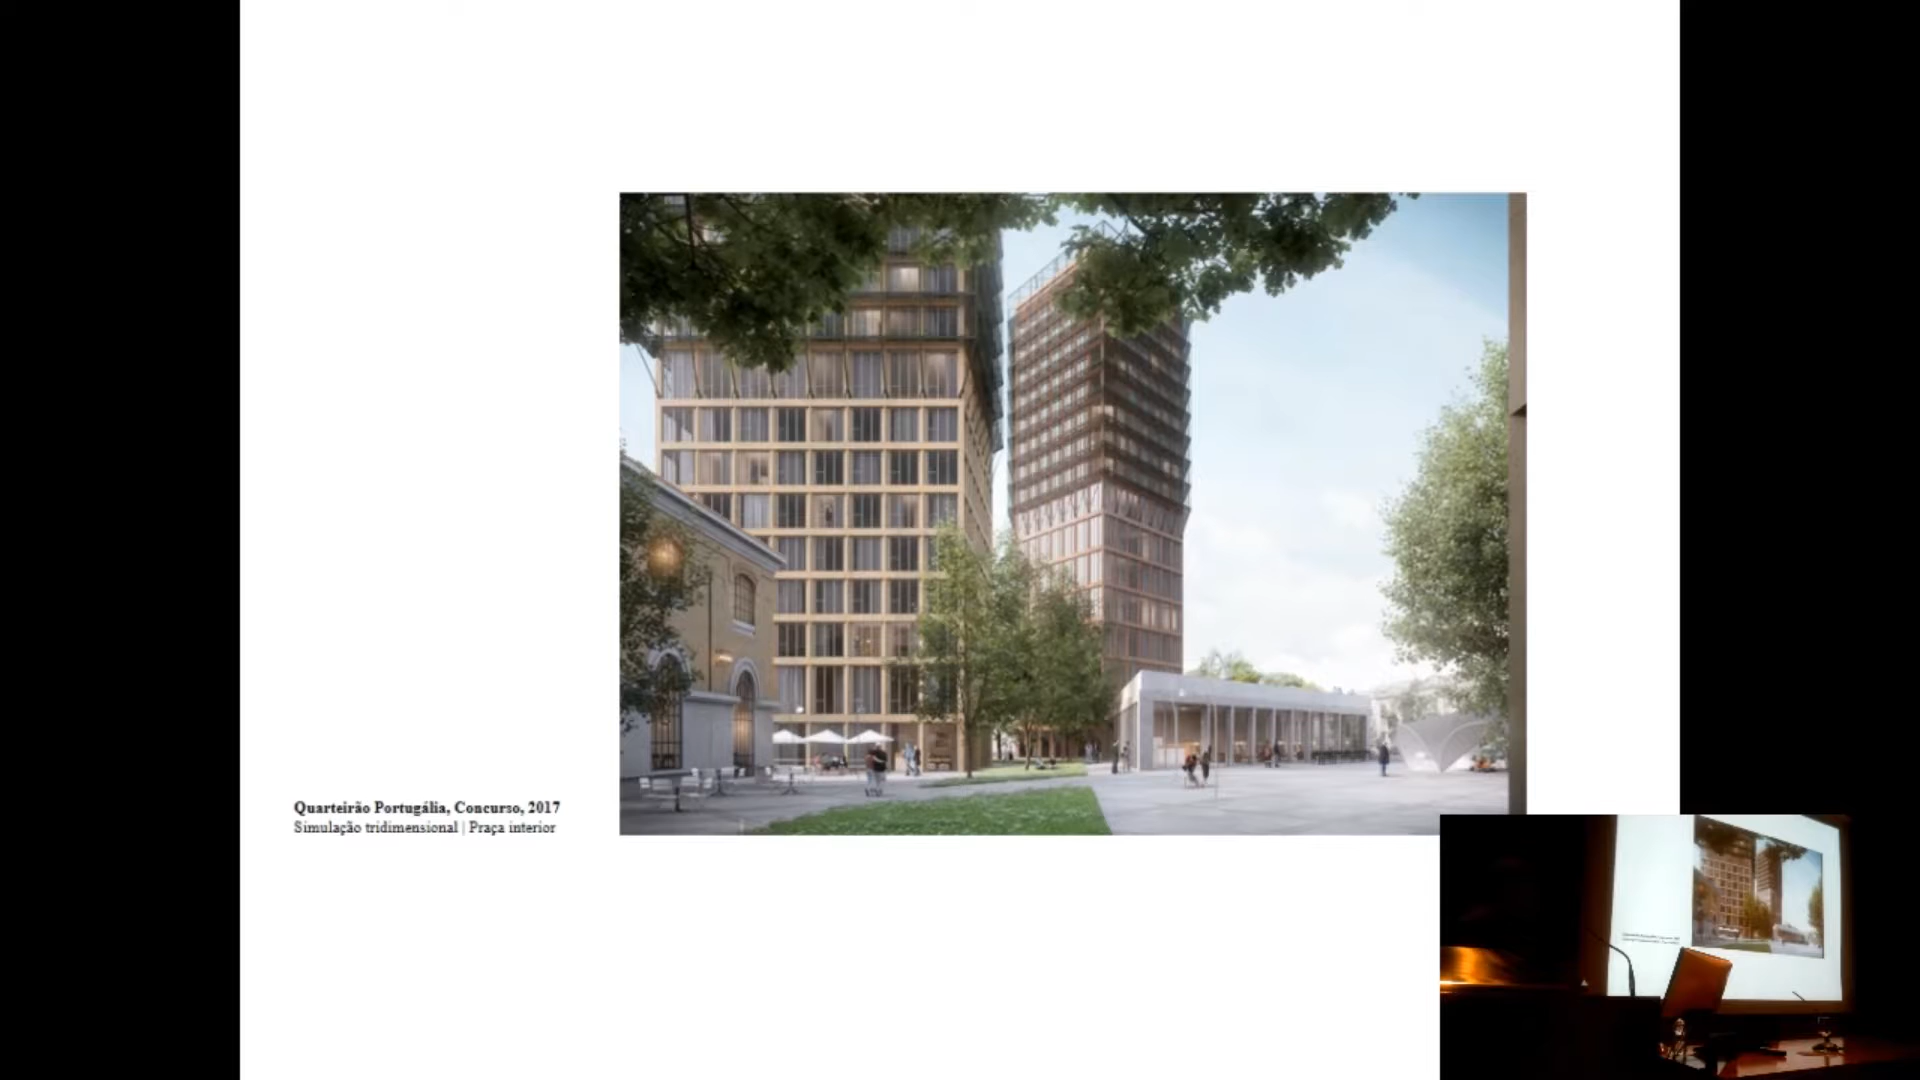 Quarteirão Portugália, Concurso, 2017
Simulação tridimensional | Praça interior